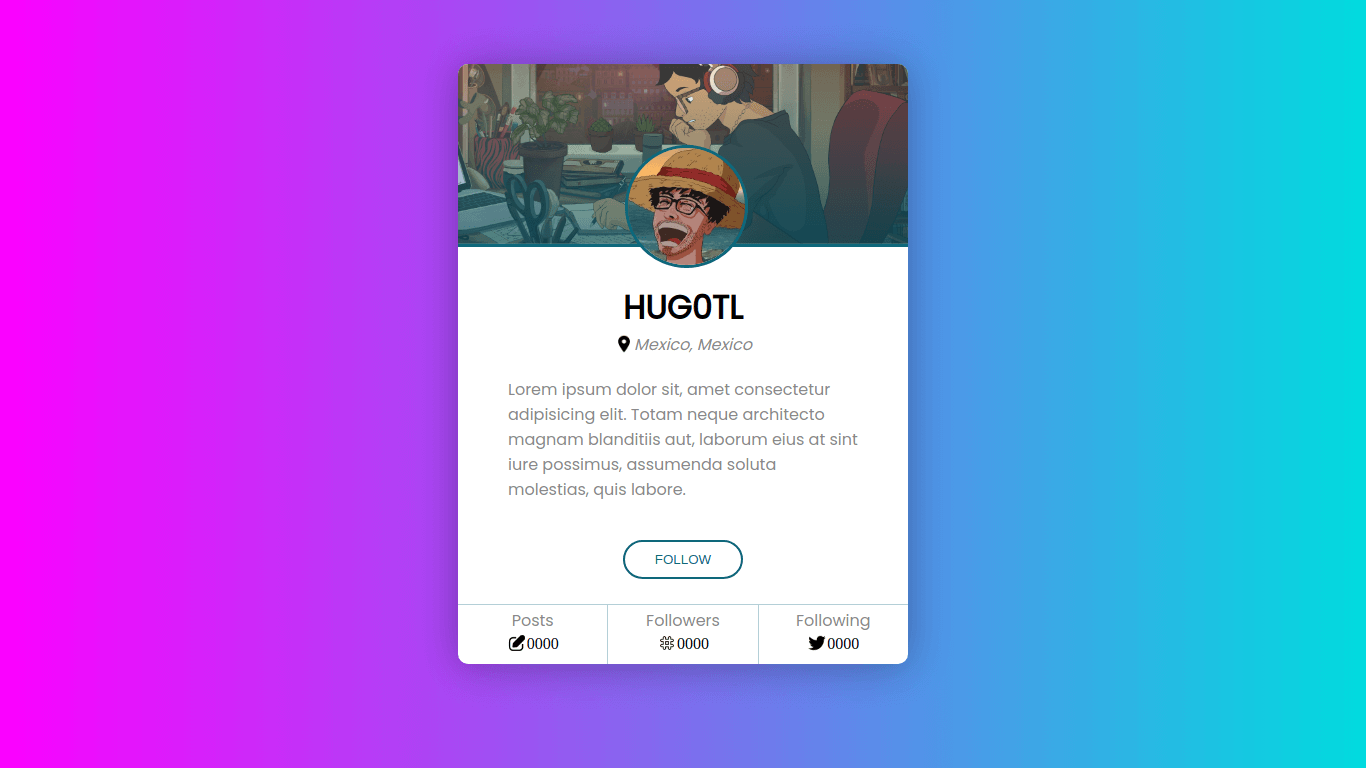 HUG0TL
Mexico, Mexico
Lorem ipsum dolor sit, amet consectetur
adipisicing elit. Totam neque architecto
magnam blanditiis aut, laborum eius at sint
iure possimus, assumenda soluta
molestias, quis labore.
FOLLOW
Posts Followers Following
0000 0000 0000